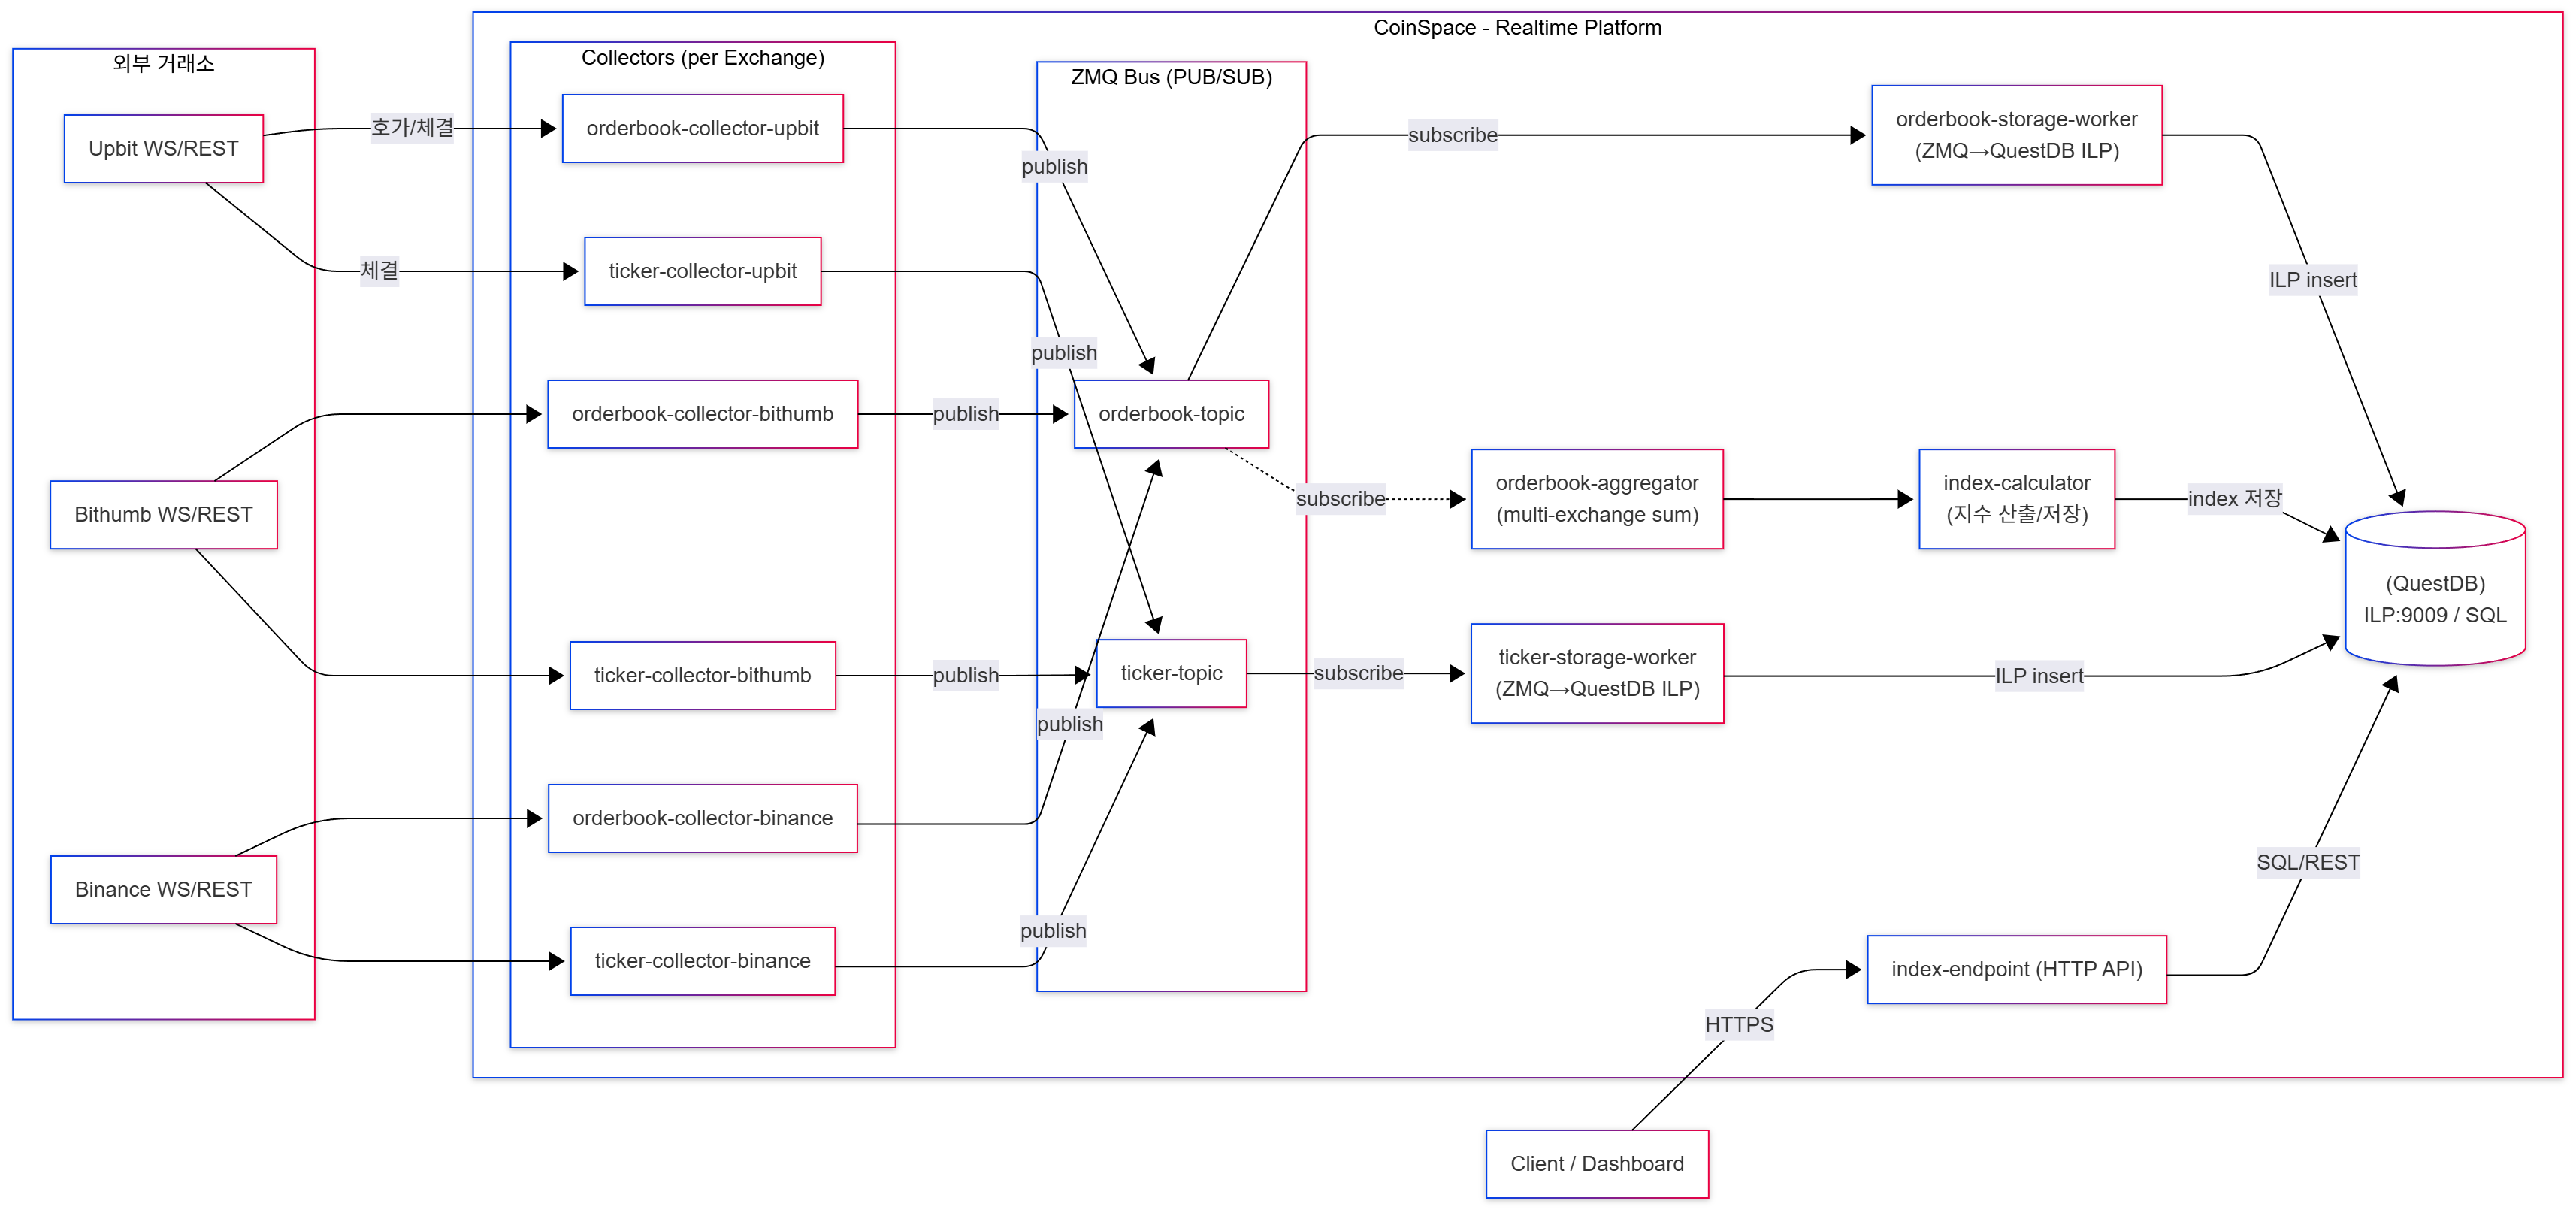 CoinSpace - Realtime Platform
외부 거래소
Upbit WS/REST
Bithumb WS/REST
Binance WS/REST
호가/체결
체결
Collectors (per Exchange)
orderbook-collector-upbit
ticker-collector-upbit
orderbook-collector-bithumb
ticker-collector-bithumb
orderbook-collector-binance
ticker-collector-binance
publish
publish
publish
publish
publish
publish
ZMQ Bus (PUB/SUB)
orderbook-topic
ticker-topic
subscribe
subscribe
subscribe
orderbook-storage-worker
(ZMQ→QuestDB ILP)
orderbook-aggregator
(multi-exchange sum)
index-calculator
(지수 산출/저장)
ticker-storage-worker
(ZMQ→QuestDB ILP)
ILP insert
index 저장
ILP insert
(QuestDB)
ILP:9009 / SQL
SQL/REST
index-endpoint (HTTP API)
HTTPS
Client / Dashboard